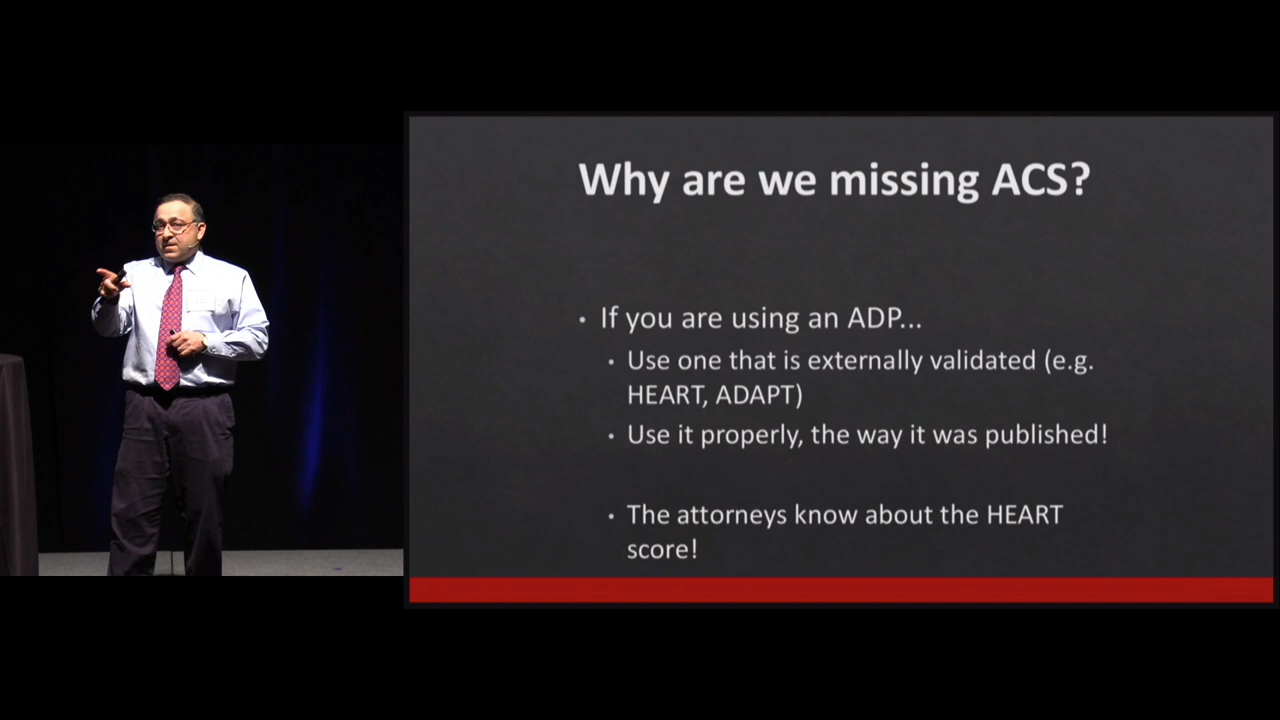 Why are we missing ACS?
• If you are using an ADP...
• Use one that is externally validated (e.g.
HEART, ADAPT)
• Use it properly, the way it was published!
• The attorneys know about the HEART
score!